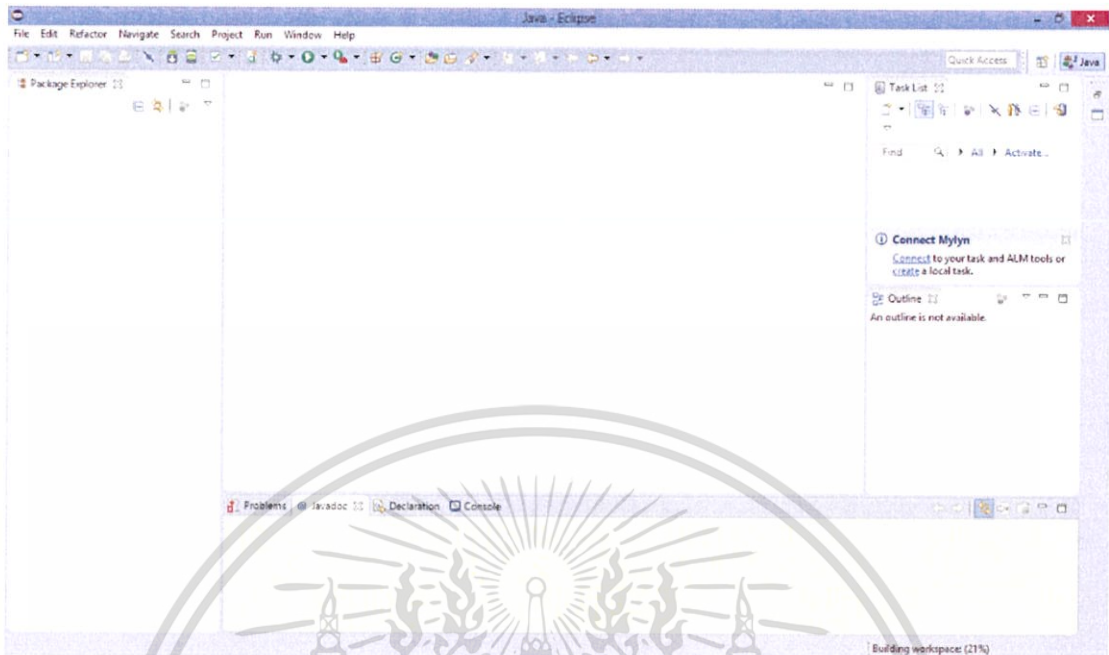 Java - Eclipse
File Edit Refactor Navigate Search Project Run Window Help
Quick Access
Java
Package Explorer
Task List
Find All Activate...
Connect Mylyn
Connect to your task and ALM tools or
create a local task.
Outline
An outline is not available.
Problems @ Javadoc Declaration Console
Building workspace: (21%)